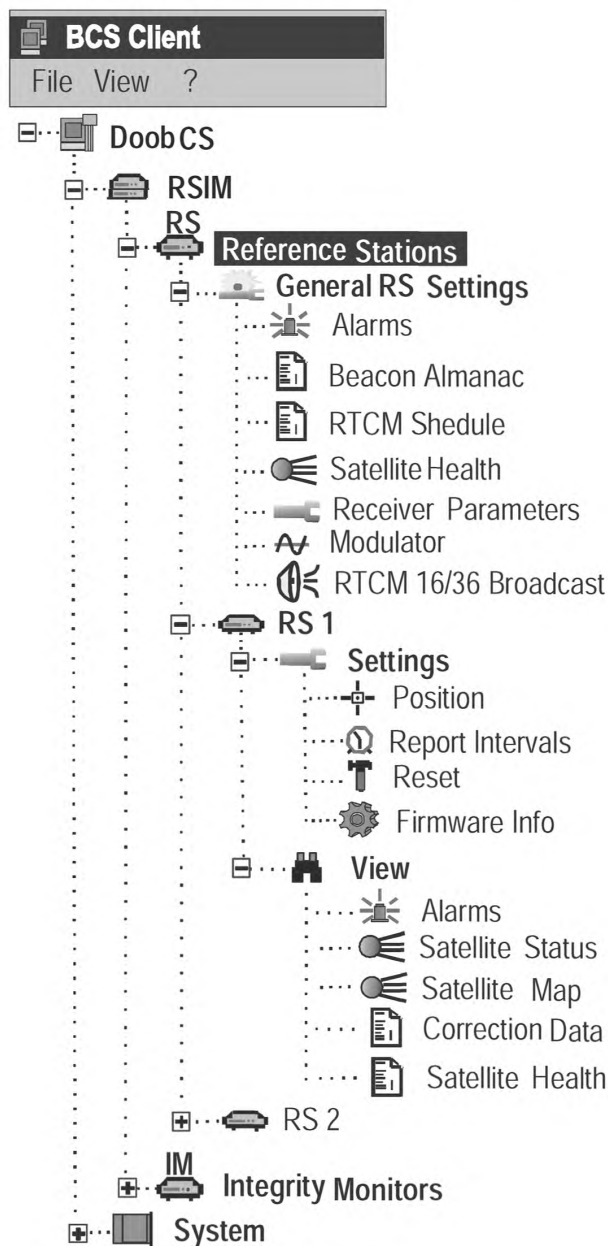 BCS Client
File View ?
Doob CS
RSIM
RS
Reference Stations
General RS Settings
Alarms
Beacon Almanac
RTCM Shedule
Satellite Health
Receiver Parameters
Modulator
RTCM 16/36 Broadcast
RS 1
Settings
Position
Report Intervals
Reset
Firmware Info
View
Alarms
Satellite Status
Satellite Map
Correction Data
Satellite Health
RS 2
IM
Integrity Monitors
System